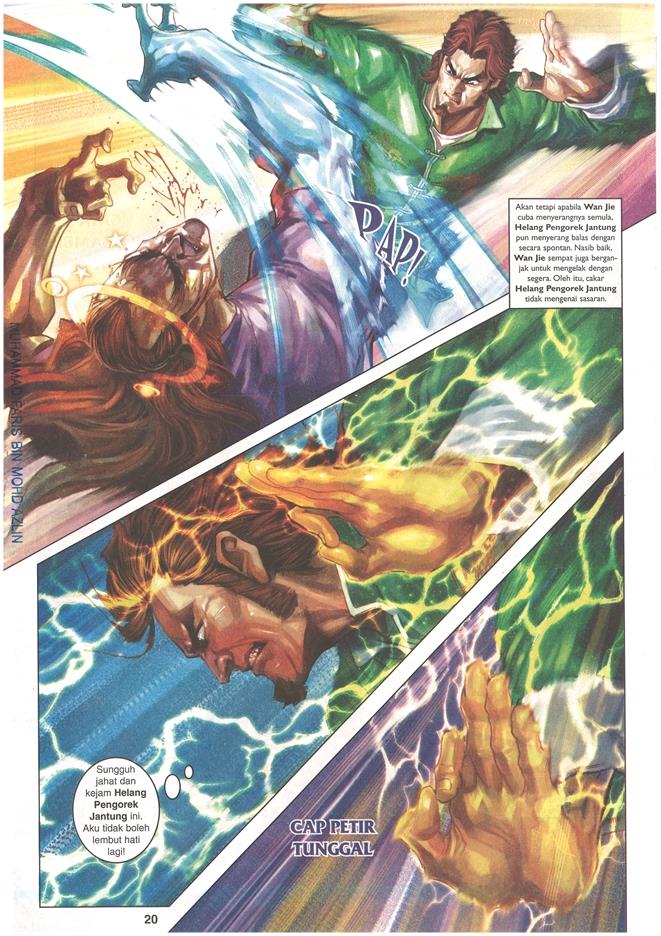 PAP!
Akan tetapi apabila Wan Jie
cuba menyerangnya semula,
Helang Pengorek Jantung
pun menyerang balas dengan
secara spontan. Nasib baik,
Wan Jie sempat juga bergan-
jak untuk mengelak dengan
segera. Oleh itu, cakar
Helang Pengorek Jantung
tidak mengenai sasaran.
MUHAMMAD FARIS BIN MOHD AZLIN
Sungguh
jahat dan
kejam Helang
Pengorek
Jantung ini.
Aku tidak boleh
lembut hati
lagi!
CAP PETIR
TUNGGAL
20